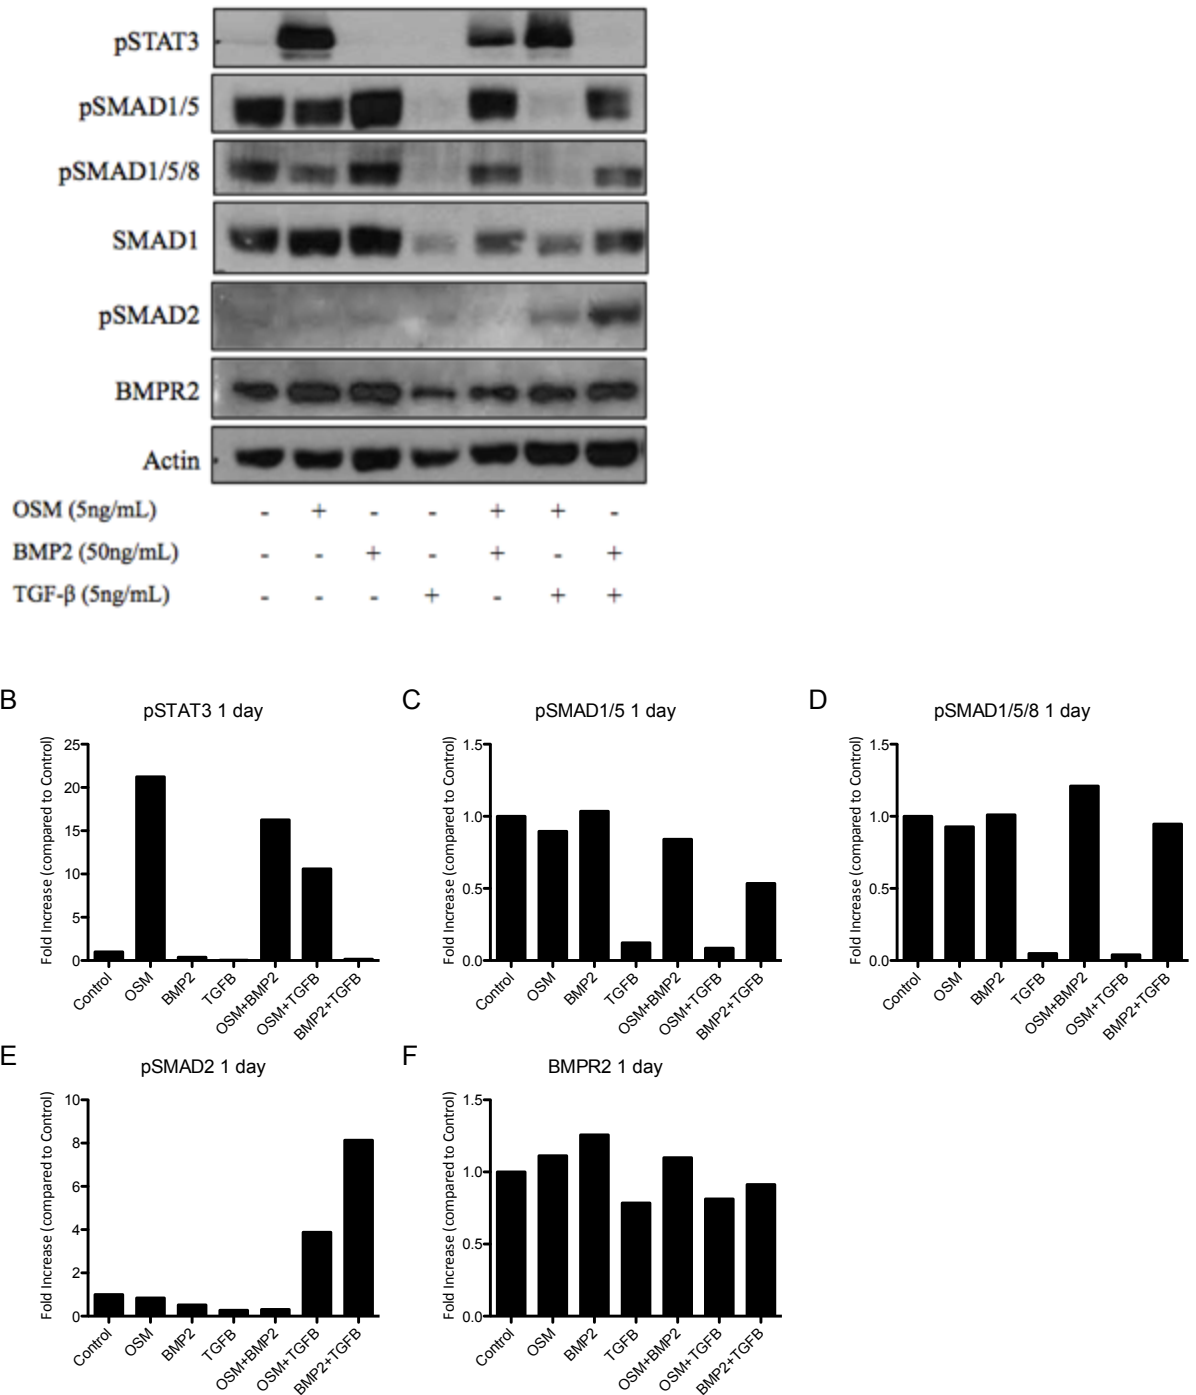 pSTAT3
pSMAD1/5
pSMAD1/5/8
SMAD1
pSMAD2
BMPR2
Actin
OSM (5ng/mL) - + - - + + -
BMP2 (50ng/mL) - - + - + - +
TGF-β (5ng/mL) - - - + - + +
B
pSTAT3 1 day
Fold Increase (compared to Control)
25
20
15
10
5
0
Control OSM BMP2 TGFB OSM+BMP2 OSM+TGFB BMP2+TGFB
C
pSMAD1/5 1 day
Fold Increase (compared to Control)
1.5
1.0
0.5
0.0
Control OSM BMP2 TGFB OSM+BMP2 OSM+TGFB BMP2+TGFB
D
pSMAD1/5/8 1 day
Fold Increase (compared to Control)
1.5
1.0
0.5
0.0
Control OSM BMP2 TGFB OSM+BMP2 OSM+TGFB BMP2+TGFB
E
pSMAD2 1 day
Fold Increase (compared to Control)
10
8
6
4
2
0
Control OSM BMP2 TGFB OSM+BMP2 OSM+TGFB BMP2+TGFB
F
BMPR2 1 day
Fold Increase (compared to Control)
1.5
1.0
0.5
0.0
Control OSM BMP2 TGFB OSM+BMP2 OSM+TGFB BMP2+TGFB